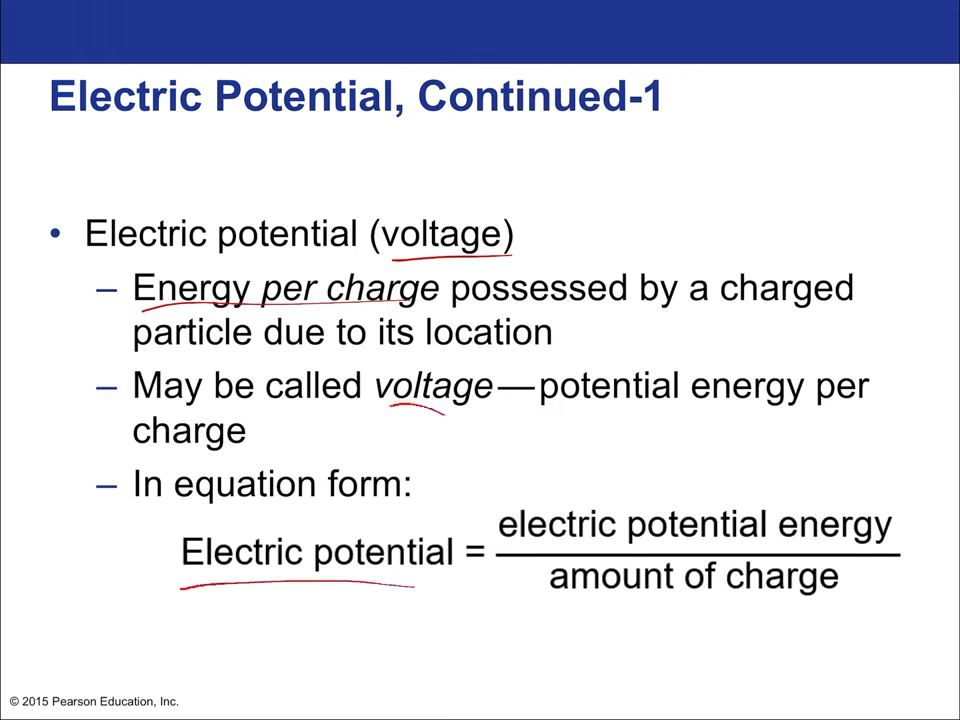 Electric Potential, Continued-1
• Electric potential (voltage)
– Energy per charge possessed by a charged
particle due to its location
– May be called voltage—potential energy per
charge
– In equation form:
Electric potential = electric potential energy
amount of charge
© 2015 Pearson Education, Inc.